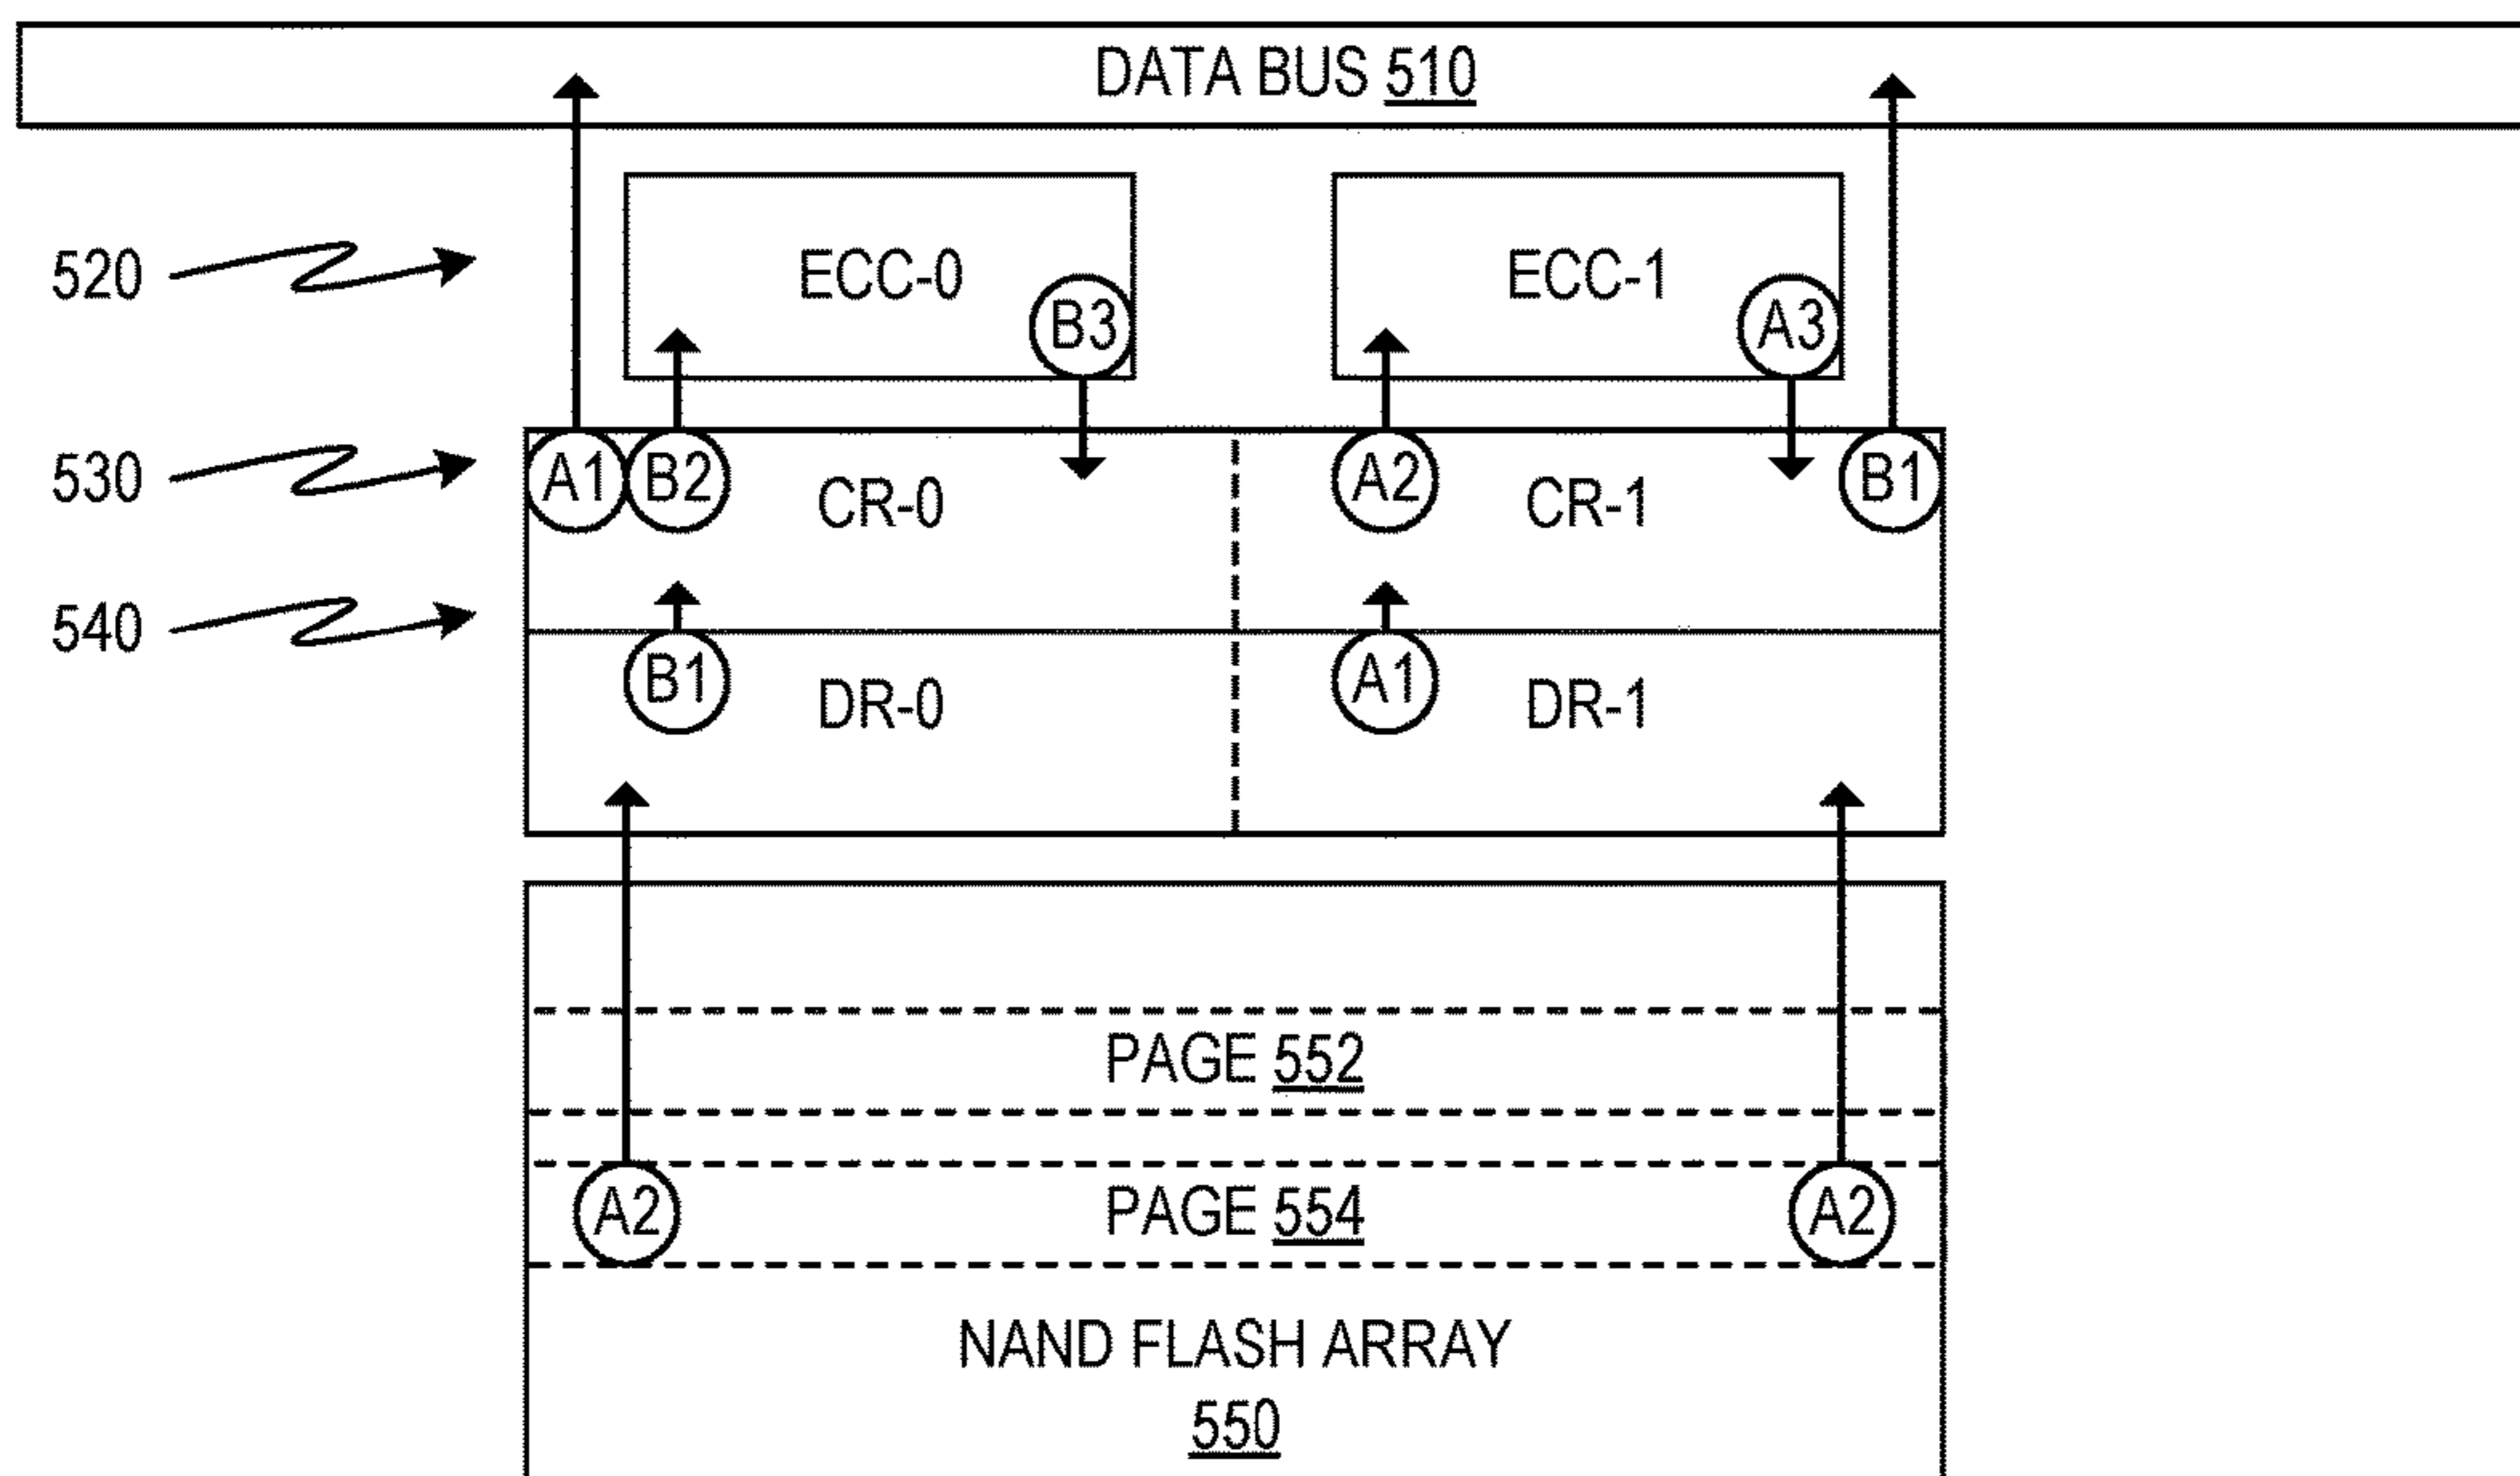 DATA BUS 510
520
ECC-0
B3
ECC-1
A3
530
A1
B2
CR-0
A2
CR-1
B1
540
B1
DR-0
A1
DR-1
PAGE 552
A2
PAGE 554
A2
NAND FLASH ARRAY
550